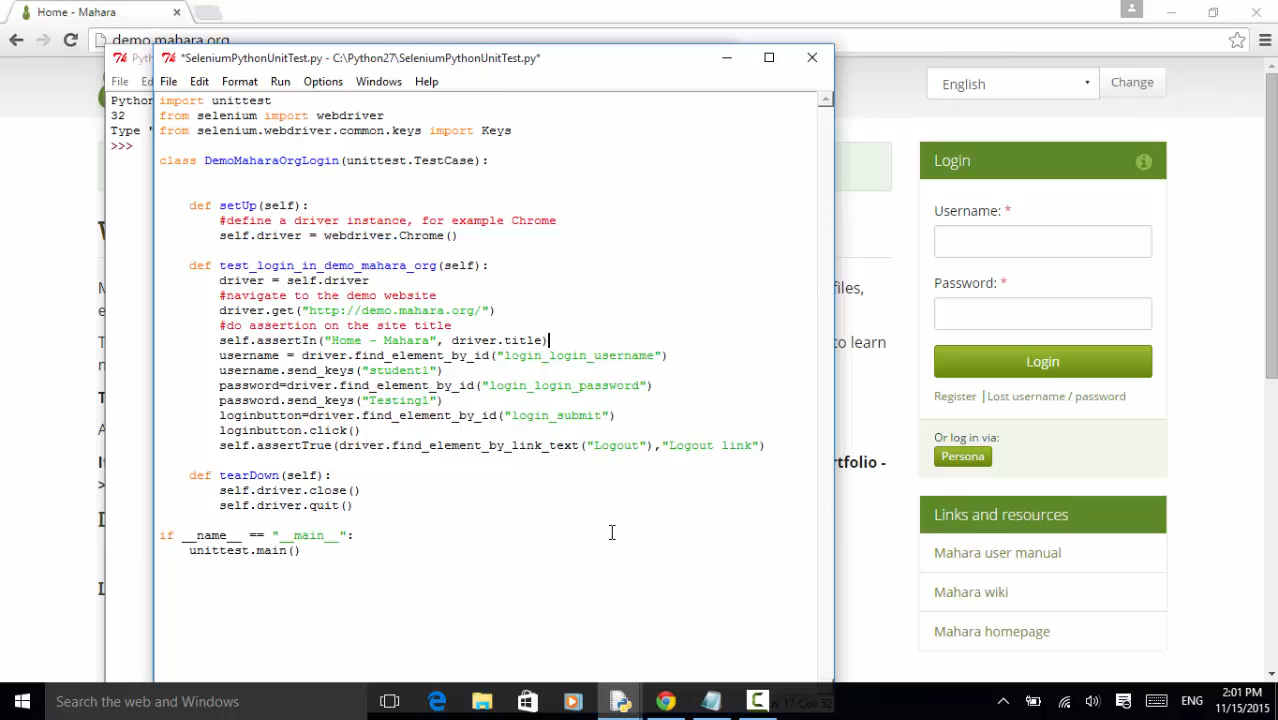 Home - Mahara
demo.mahara.org
*SeleniumPythonUnitTest.py - C:\Python27\SeleniumPythonUnitTest.py*
File Ed
File Edit Format Run Options Windows Help
Python
32
Type "
>>>
import unittest
from selenium import webdriver
from selenium.webdriver.common.keys import Keys
class DemoMaharaOrgLogin(unittest.TestCase):
def setUp(self):
#define a driver instance, for example Chrome
self.driver = webdriver.Chrome()
def test_login_in_demo_mahara_org(self):
driver = self.driver
#navigate to the demo website
driver.get("http://demo.mahara.org/")
#do assertion on the site title
self.assertIn("Home - Mahara", driver.title)
username = driver.find_element_by_id("login_login_username")
username.send_keys("student1")
password=driver.find_element_by_id("login_login_password")
password.send_keys("Testing1")
loginbutton=driver.find_element_by_id("login_submit")
loginbutton.click()
self.assertTrue(driver.find_element_by_link_text("Logout"),"Logout link")
def tearDown(self):
self.driver.close()
self.driver.quit()
if __name__ == "__main__":
unittest.main()
files,
to learn
rtfolio -
English
Change
Login
Username: *
Password: *
Login
Register | Lost username / password
Or log in via:
Persona
Links and resources
Mahara user manual
Mahara wiki
Mahara homepage
Search the web and Windows
ENG
2:01 PM
11/15/2015